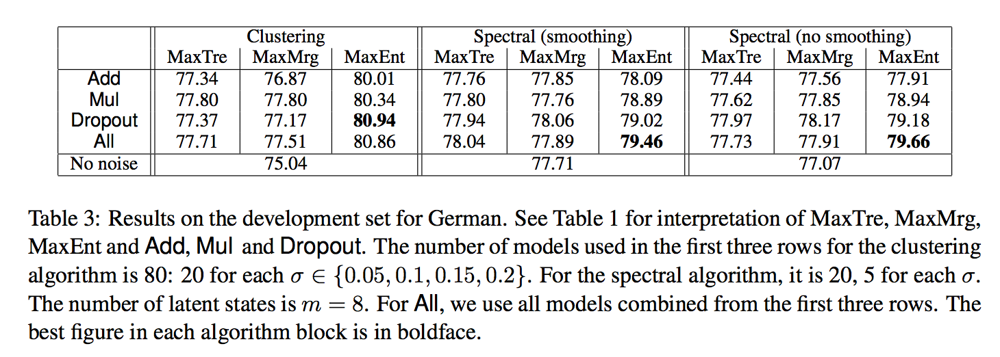 Clustering Spectral (smoothing) Spectral (no smoothing)
MaxTre MaxMrg MaxEnt MaxTre MaxMrg MaxEnt MaxTre MaxMrg MaxEnt
Add 77.34 76.87 80.01 77.76 77.85 78.09 77.44 77.56 77.91
Mul 77.80 77.80 80.34 77.80 77.76 78.89 77.62 77.85 78.94
Dropout 77.37 77.17 80.94 77.94 78.06 79.02 77.97 78.17 79.18
All 77.71 77.51 80.86 78.04 77.89 79.46 77.73 77.91 79.66
No noise 75.04 77.71 77.07
Table 3: Results on the development set for German. See Table 1 for interpretation of MaxTre, MaxMrg,
MaxEnt and Add, Mul and Dropout. The number of models used in the first three rows for the clustering
algorithm is 80: 20 for each σ ∈ {0.05, 0.1, 0.15, 0.2}. For the spectral algorithm, it is 20, 5 for each σ.
The number of latent states is m = 8. For All, we use all models combined from the first three rows. The
best figure in each algorithm block is in boldface.